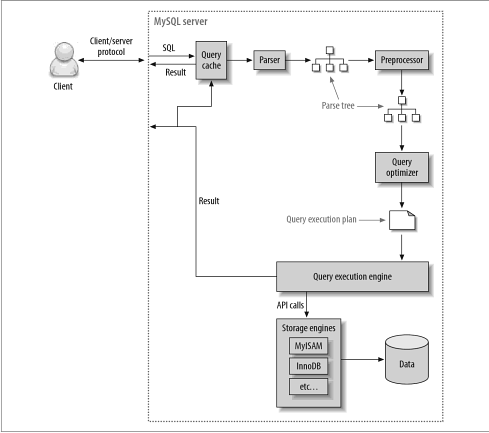 MySQL server
Client/server
protocol
SQL
Result
Client
Query
cache
Parser
Preprocessor
Parse tree
Query
optimizer
Result
Query execution plan
Query execution engine
API calls
Storage engines
MyISAM
InnoDB
etc...
Data